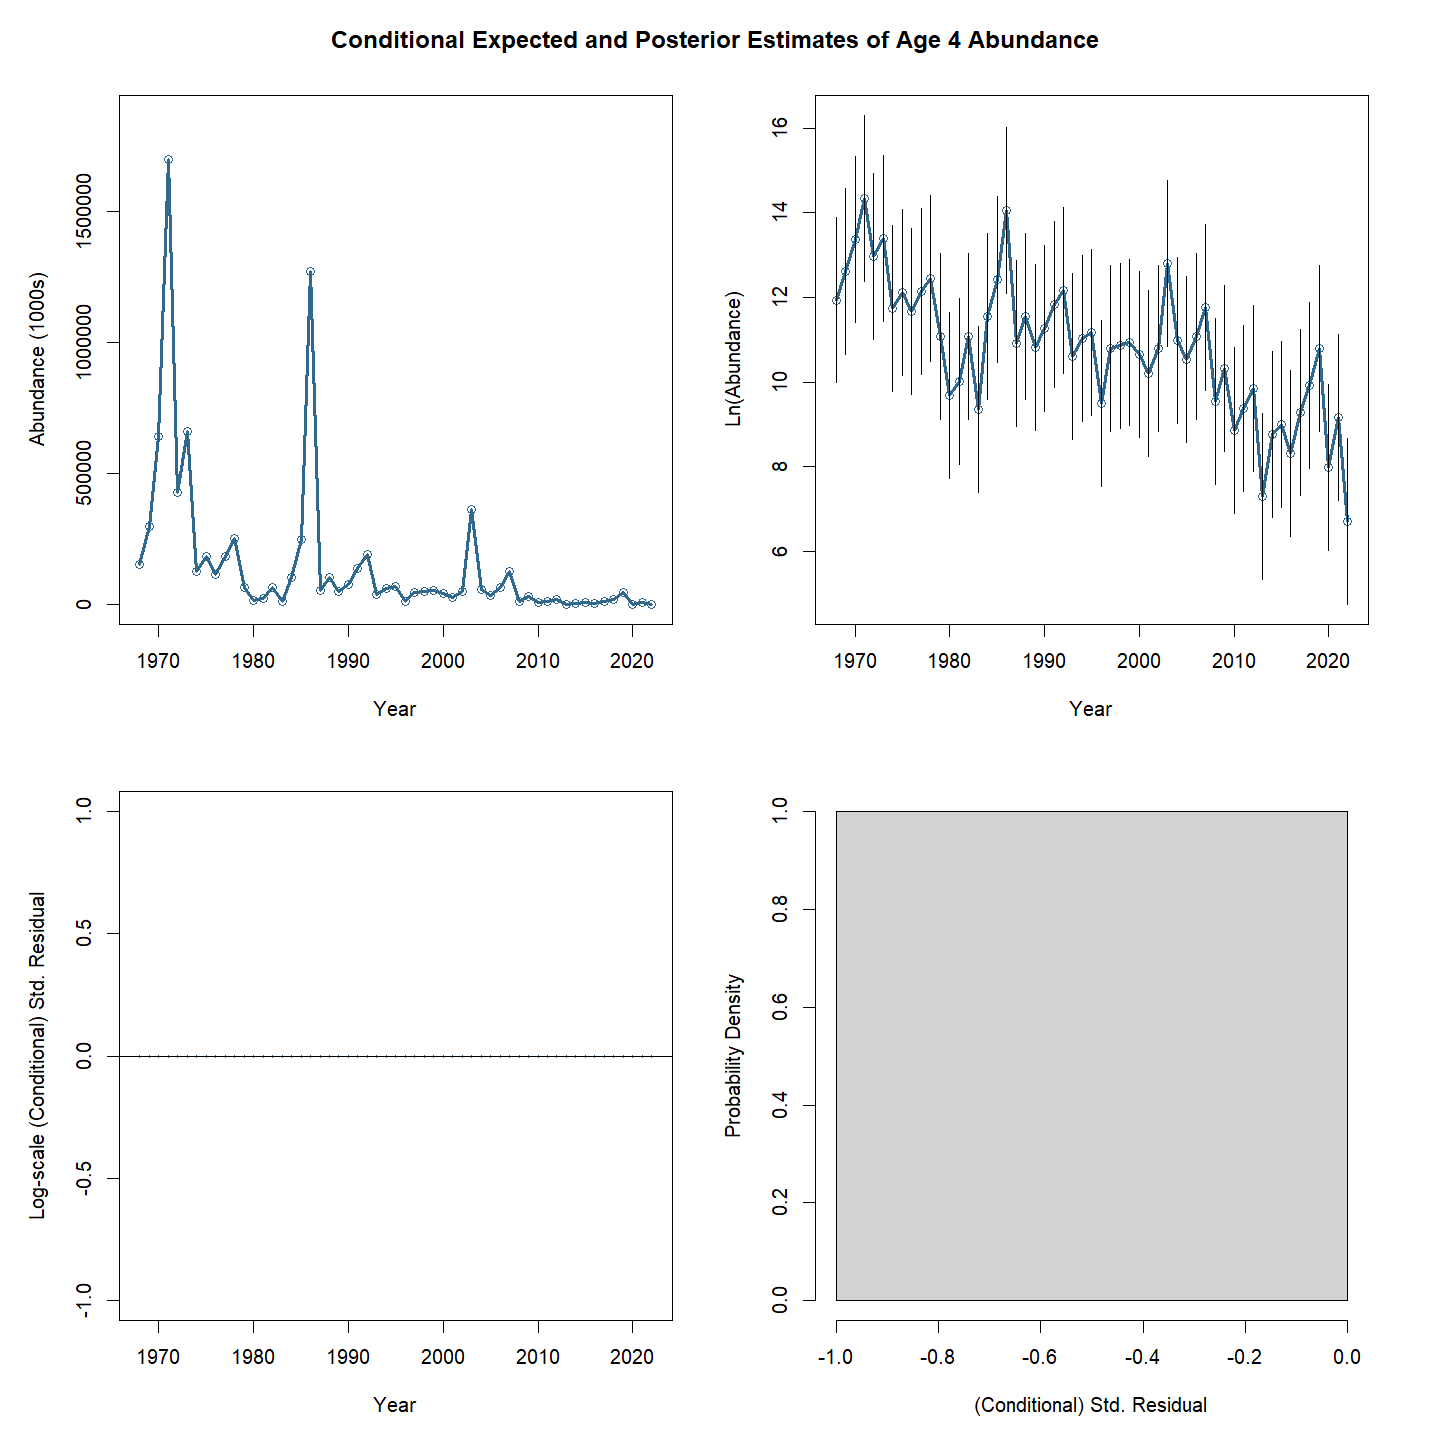 Conditional Expected and Posterior Estimates of Age 4 Abundance
Abundance (1000s)
1500000
1000000
500000
0
1970 1980 1990 2000 2010 2020
Year
Ln(Abundance)
16
14
12
10
8
6
1970 1980 1990 2000 2010 2020
Year
Log-scale (Conditional) Std. Residual
1.0
0.5
0.0
-0.5
-1.0
1970 1980 1990 2000 2010 2020
Year
Probability Density
1.0
0.8
0.6
0.4
0.2
0.0
-1.0 -0.8 -0.6 -0.4 -0.2 0.0
(Conditional) Std. Residual